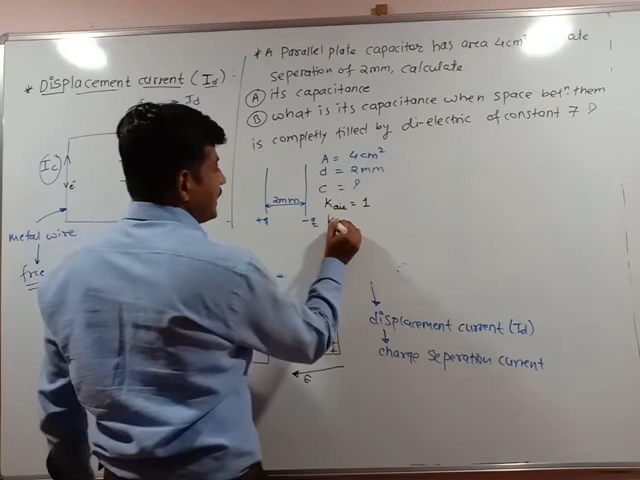 * Displacement current (Id) :
= Id
Ic
é
metal wire
free
* A Parallel plate capacitor has area 4cm² ate
seperation of 2mm, calculate
(A) its capacitance
(B) what is its capacitance when space betn them
is completly filled by di-electric of constant 7 ?
A = 4cm²
d = 2mm
C = ?
Kair = 1
K
2mm
+q -q
displacement current (Id)
charge seperation current